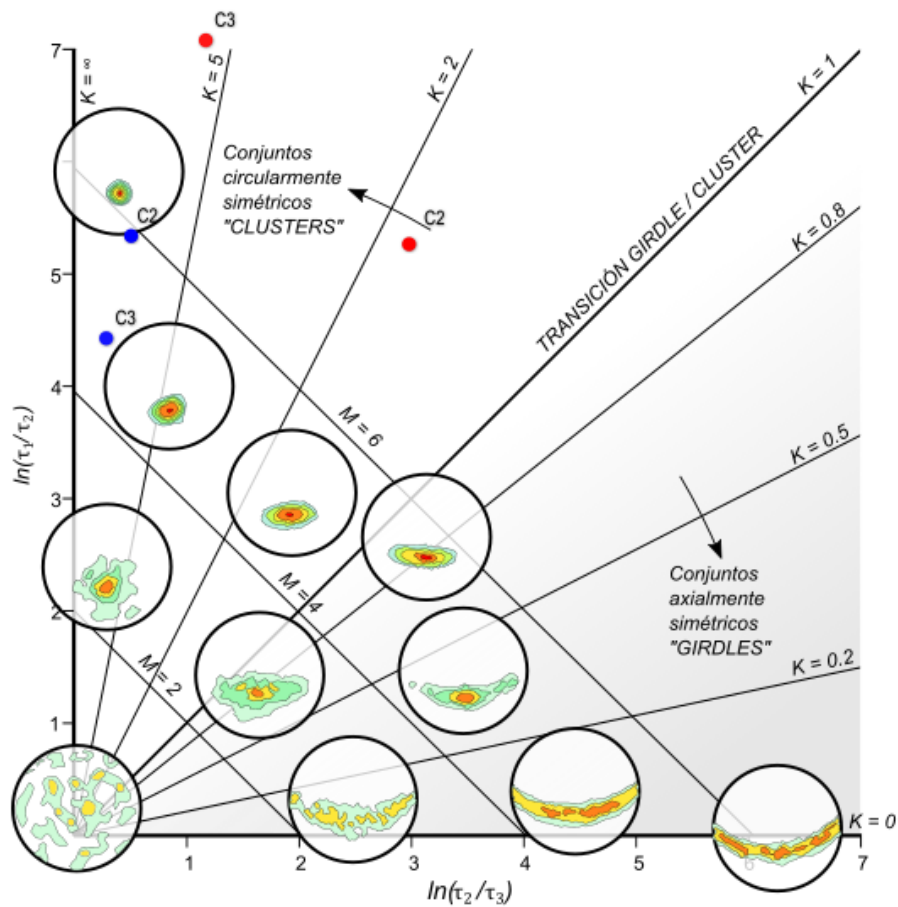 C3
7
K = ∞
K = 5
K = 2
K = 1
Conjuntos
circularmente
simétricos
"CLUSTERS"
TRANSICIÓN GIRDLE / CLUSTER
C2
C2
K = 0.8
5
C3
4
M = 6
K = 0.5
ln(τ₁/τ₂)
3
Conjuntos
axialmente
simétricos
"GIRDLES"
M = 4
2
M = 2
K = 0.2
1
K = 0
1
2
3
4
5
6
7
ln(τ₂/τ₃)